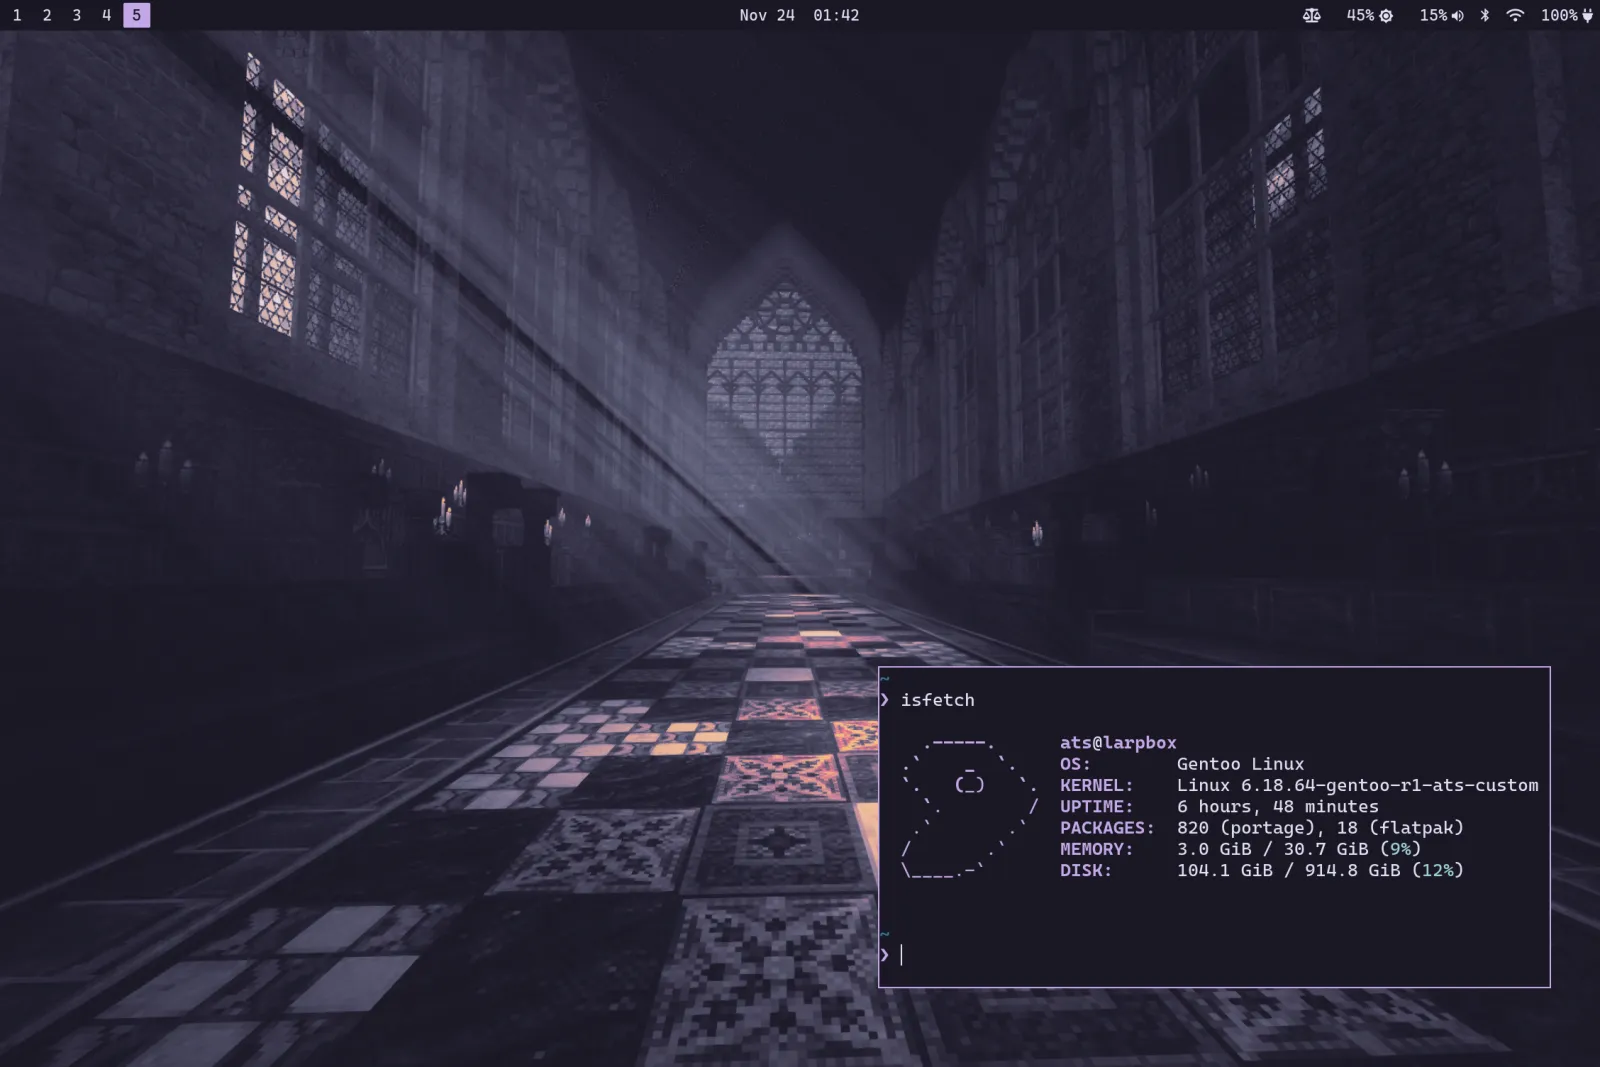 1 2 3 4 5 Nov 24 01:42 45% 15% 100%
~
❯ isfetch
ats@larpbox
OS: Gentoo Linux
KERNEL: Linux 6.18.64-gentoo-r1-ats-custom
UPTIME: 6 hours, 48 minutes
PACKAGES: 820 (portage), 18 (flatpak)
MEMORY: 3.0 GiB / 30.7 GiB (9%)
DISK: 104.1 GiB / 914.8 GiB (12%)
~
❯